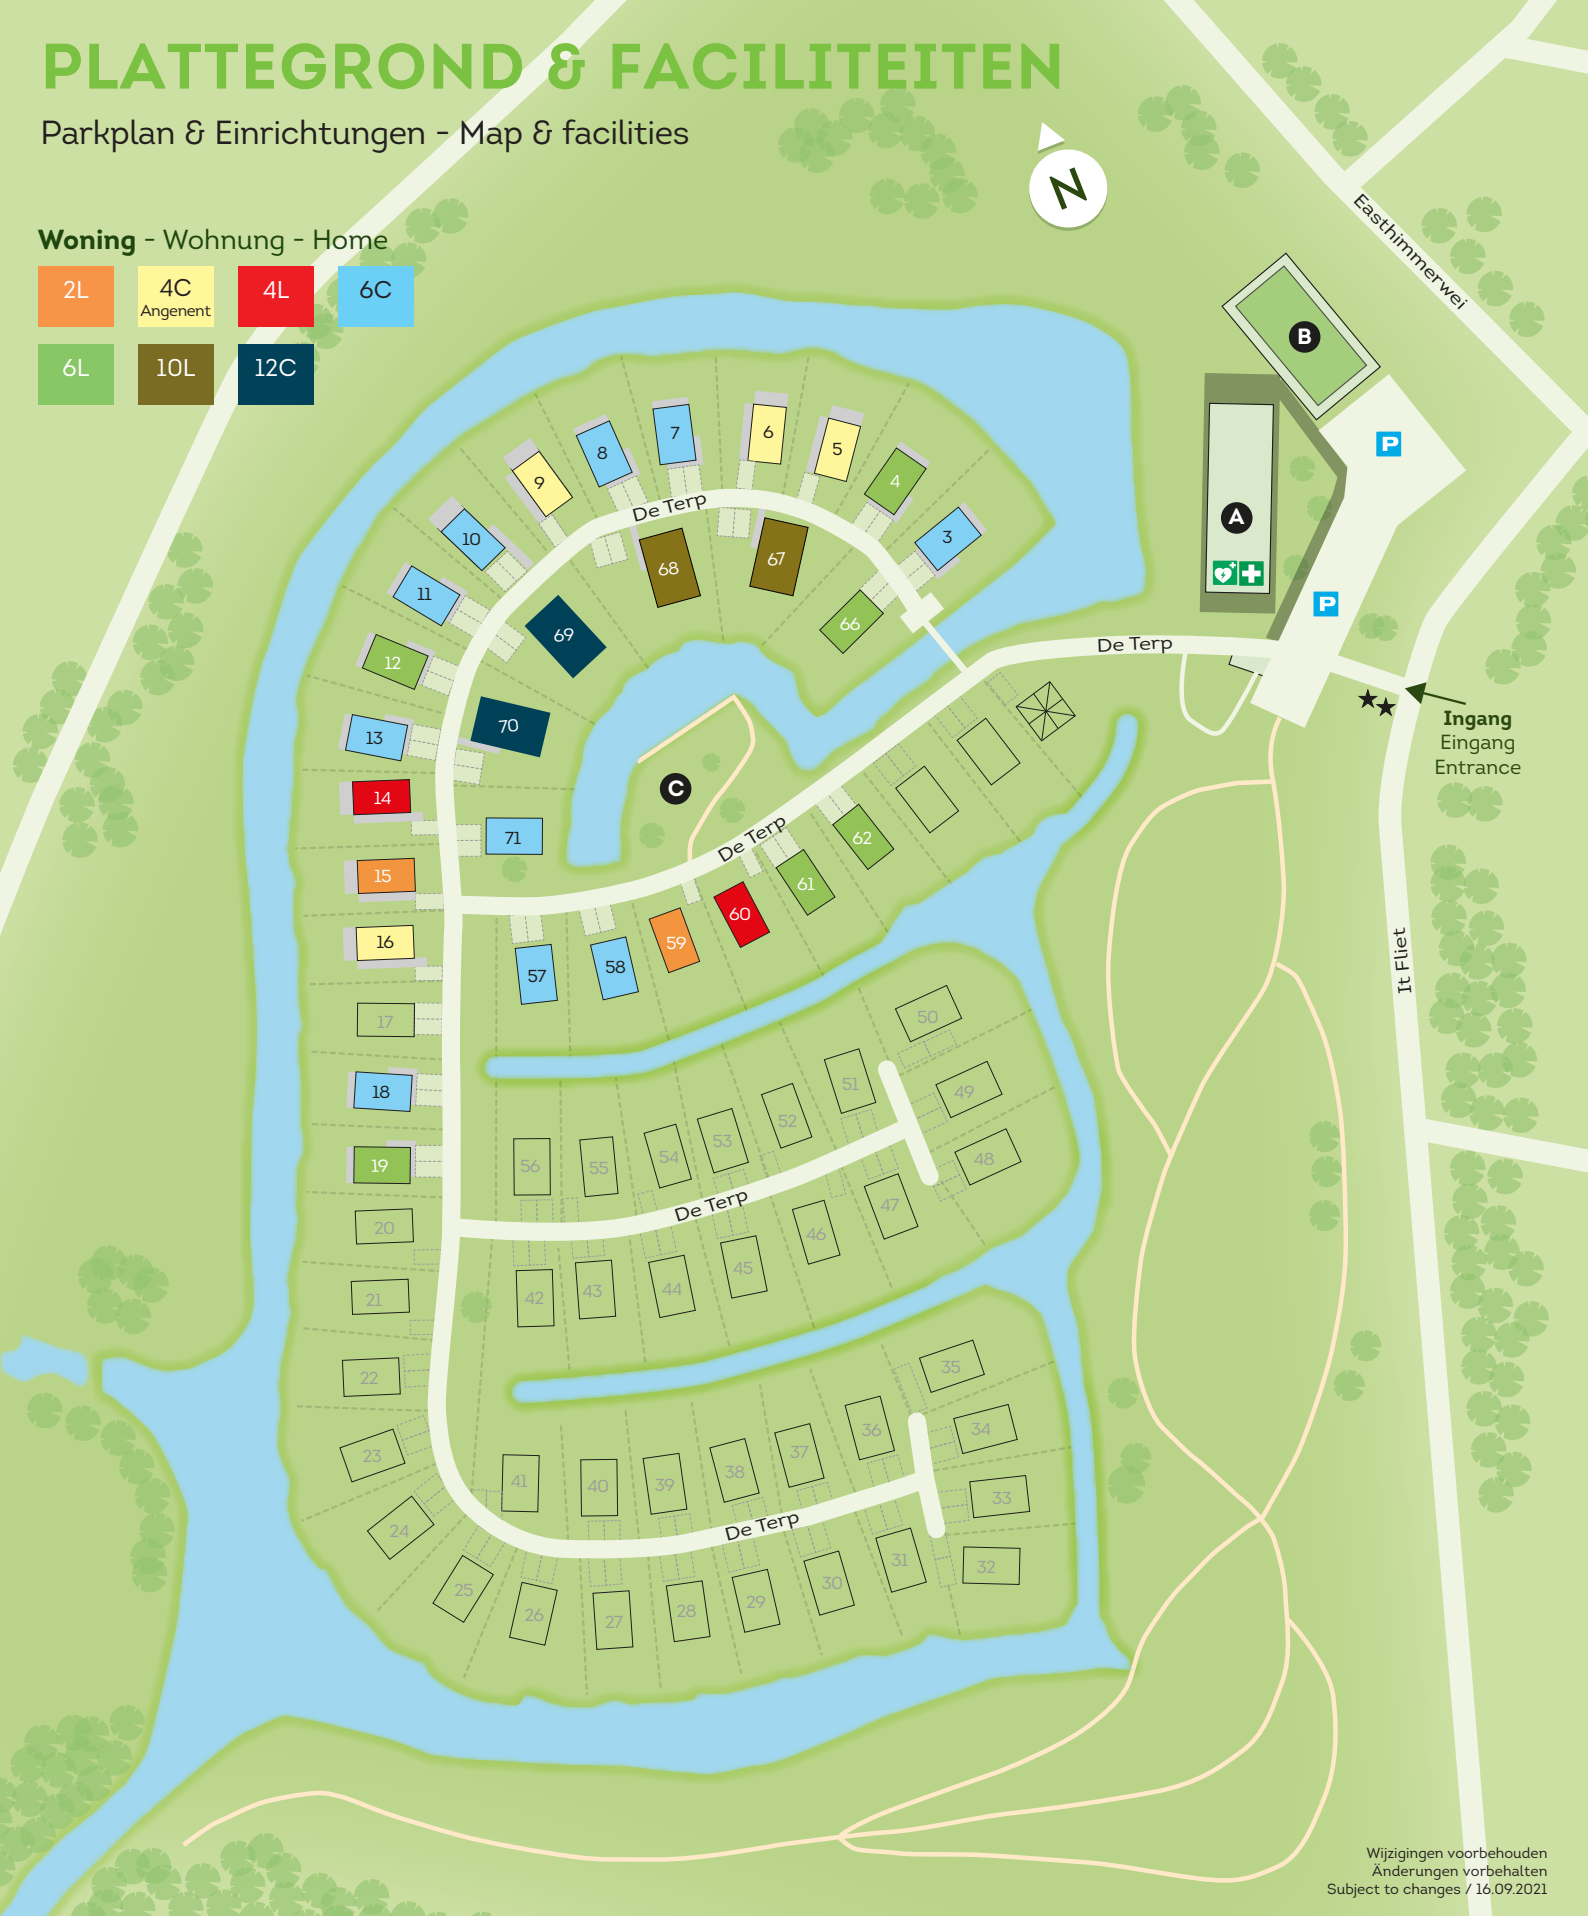 PLATTEGROND & FACILITEITEN
Parkplan & Einrichtungen - Map & facilities
N
Woning - Wohnung - Home
2L
4C
Angenent
4L
6C
6L
10L
12C
Easthimmerwei
B
P
A
P
De Terp
Ingang
Eingang
Entrance
It Fliet
De Terp
3
4
5
6
7
8
9
10
11
12
13
14
15
16
17
18
19
20
21
22
23
24
25
26
27
28
29
30
31
32
33
34
35
36
37
38
39
40
41
De Terp
42
43
44
45
46
47
48
49
50
51
52
53
54
55
56
De Terp
57
58
59
60
61
62
De Terp
C
66
67
68
69
70
71
Wijzigingen voorbehouden
Änderungen vorbehalten
Subject to changes / 16.09.2021